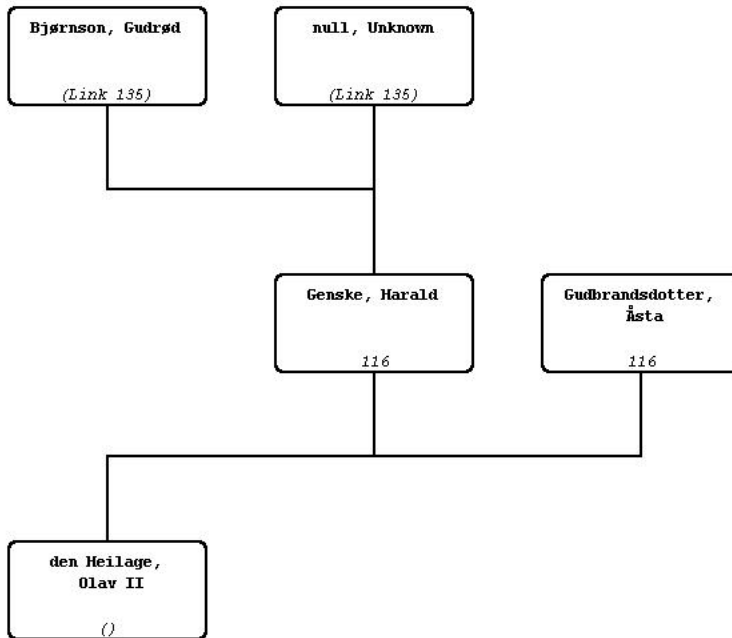 Bjørnson, Gudrød
(Link 135)
null, Unknown
(Link 135)
Genske, Harald
116
Gudbrandsdotter,
Åsta
116
den Heilage,
Olav II
()